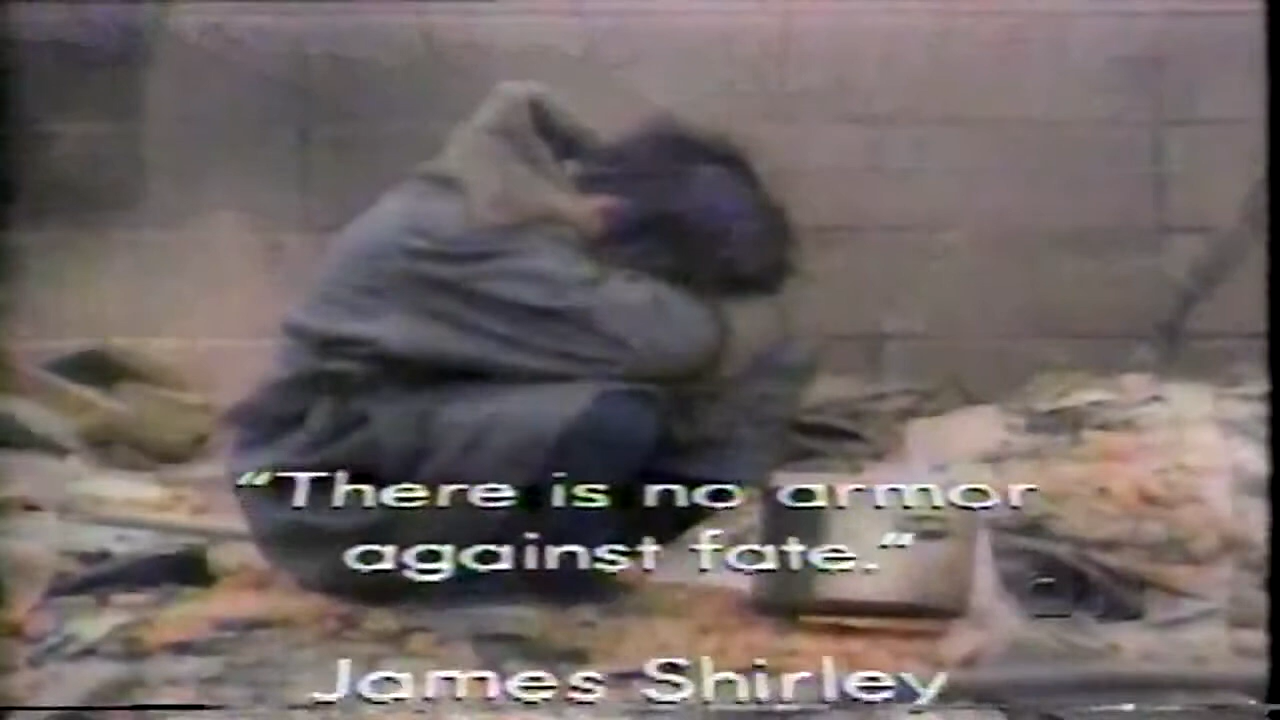 “There is no armor
against fate.”
James Shirley